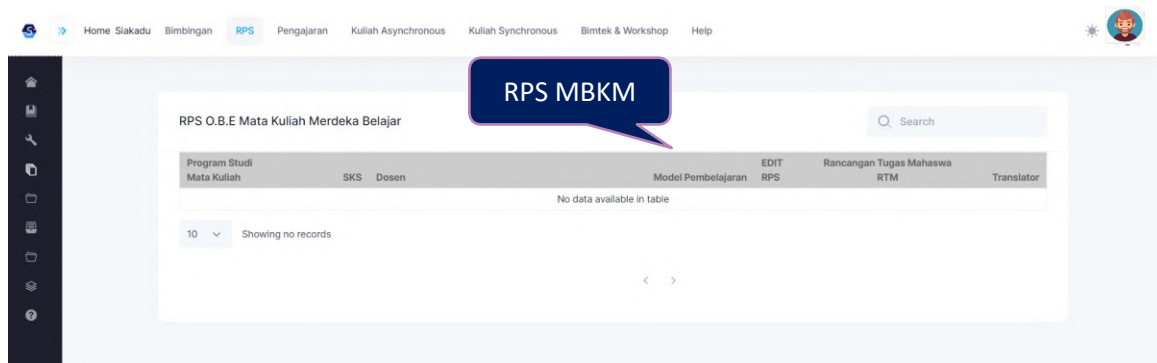 Home Siakadu Bimbingan RPS Pengajaran Kuliah Asynchronous Kuliah Synchronous Bimtek & Workshop Help
RPS MBKM
RPS O.B.E Mata Kuliah Merdeka Belajar
Search
Program Studi
Mata Kuliah SKS Dosen Model Pembelajaran EDIT RPS Rancangan Tugas Mahaswa RTM Translator
No data available in table
10 Showing no records